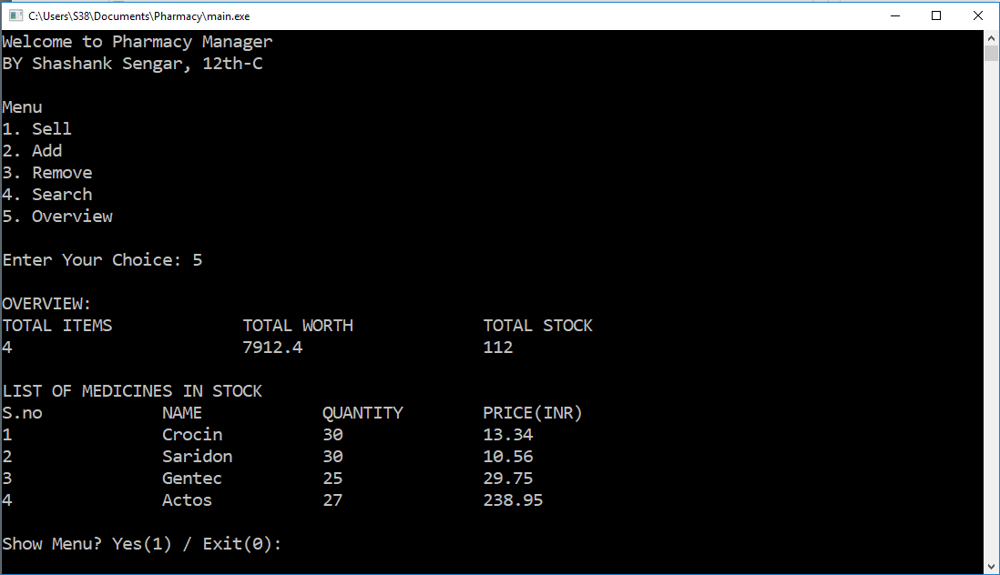 C:\Users\S38\Documents\Pharmacy\main.exe
Welcome to Pharmacy Manager
BY Shashank Sengar, 12th-C
Menu
1. Sell
2. Add
3. Remove
4. Search
5. Overview
Enter Your Choice: 5
OVERVIEW:
TOTAL ITEMS TOTAL WORTH TOTAL STOCK
4 7912.4 112
LIST OF MEDICINES IN STOCK
S.no NAME QUANTITY PRICE(INR)
1 Crocin 30 13.34
2 Saridon 30 10.56
3 Gentec 25 29.75
4 Actos 27 238.95
Show Menu? Yes(1) / Exit(0):